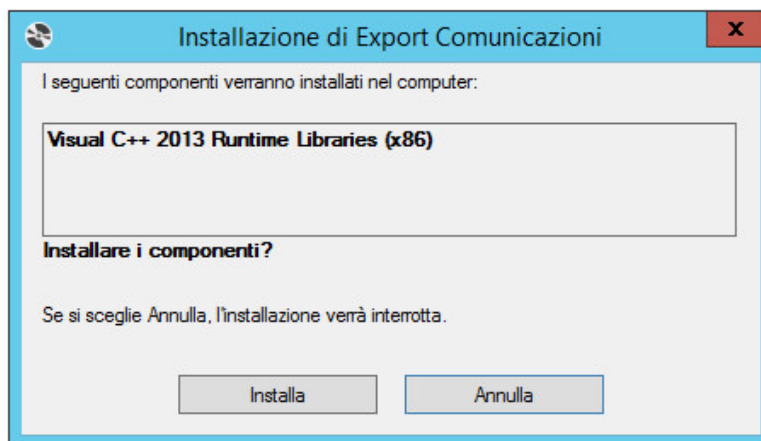 Installazione di Export Comunicazioni
x
I seguenti componenti verranno installati nel computer:
Visual C++ 2013 Runtime Libraries (x86)
Installare i componenti?
Se si sceglie Annulla, l'installazione verrà interrotta.
Installa
Annulla